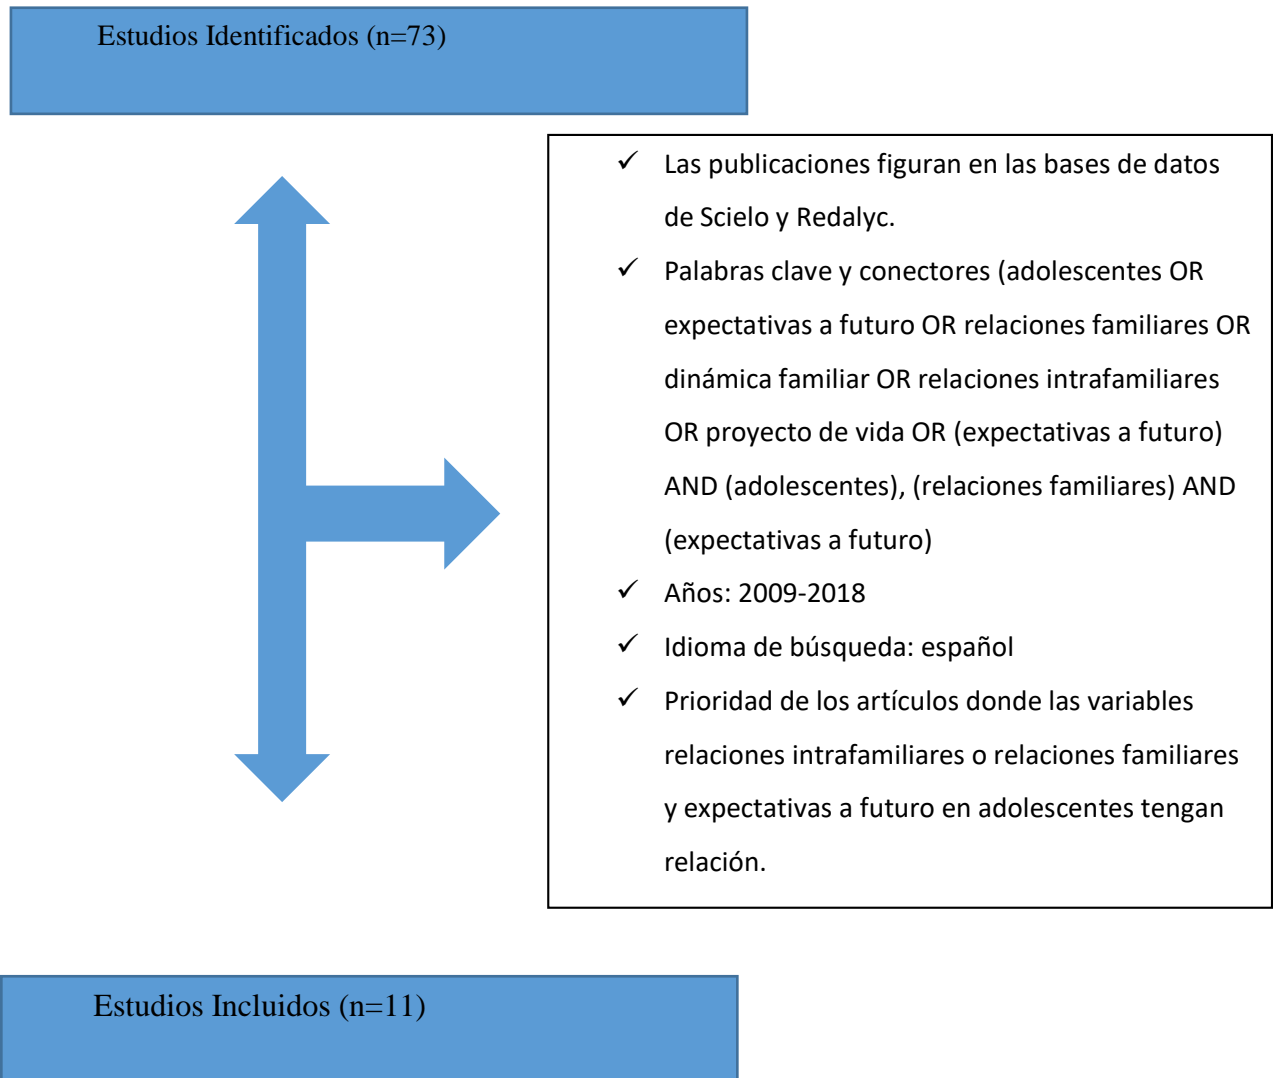 Estudios Identificados (n=73)
✓ Las publicaciones figuran en las bases de datos
de Scielo y Redalyc.
✓ Palabras clave y conectores (adolescentes OR
expectativas a futuro OR relaciones familiares OR
dinámica familiar OR relaciones intrafamiliares
OR proyecto de vida OR (expectativas a futuro)
AND (adolescentes), (relaciones familiares) AND
(expectativas a futuro)
✓ Años: 2009-2018
✓ Idioma de búsqueda: español
✓ Prioridad de los artículos donde las variables
relaciones intrafamiliares o relaciones familiares
y expectativas a futuro en adolescentes tengan
relación.
Estudios Incluidos (n=11)